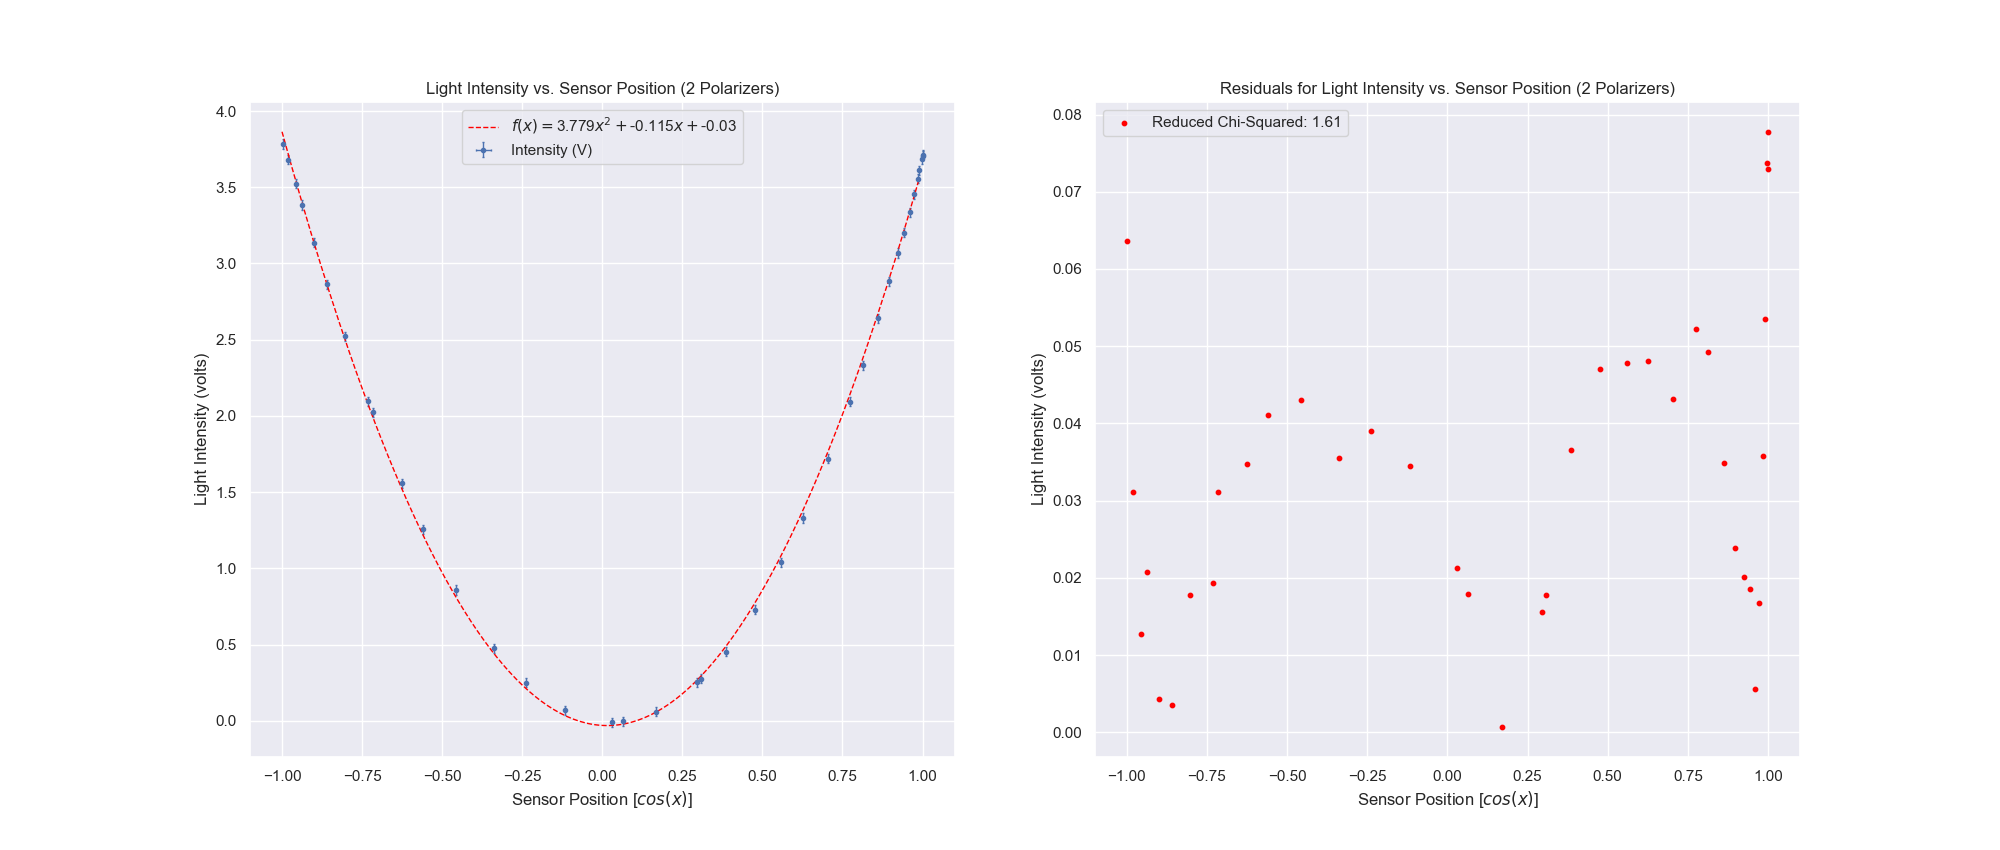 Light Intensity vs. Sensor Position (2 Polarizers)
f(x) = 3.779x² + -0.115x + -0.03
Intensity (V)
Light Intensity (volts)
4.0
3.5
3.0
2.5
2.0
1.5
1.0
0.5
0.0
−1.00 −0.75 −0.50 −0.25 0.00 0.25 0.50 0.75 1.00
Sensor Position [cos(x)]
Residuals for Light Intensity vs. Sensor Position (2 Polarizers)
Reduced Chi-Squared: 1.61
Light Intensity (volts)
0.08
0.07
0.06
0.05
0.04
0.03
0.02
0.01
0.00
−1.00 −0.75 −0.50 −0.25 0.00 0.25 0.50 0.75 1.00
Sensor Position [cos(x)]